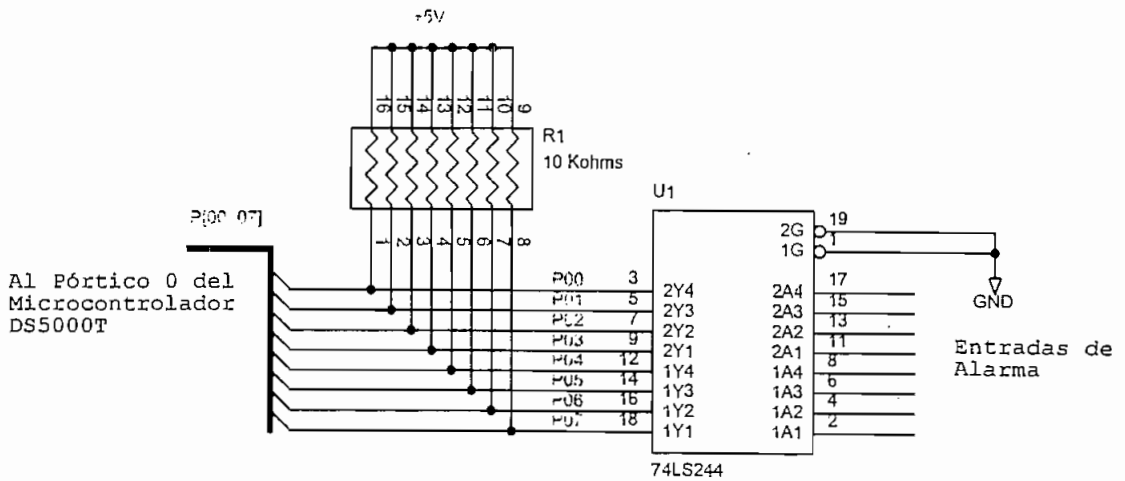 +5V
16 15 14 13 12 11 10 9
R1
10 Kohms
1 2 3 4 5 6 7 8
P[00 07]
Al Pórtico 0 del
Microcontrolador
DS5000T
U1
2G 19
1G 1
GND
P00 3 2Y4 2A4 17
P01 5 2Y3 2A3 15
P02 7 2Y2 2A2 13
P03 9 2Y1 2A1 11
P04 12 1Y4 1A4 8
P05 14 1Y3 1A3 6
P06 16 1Y2 1A2 4
P07 18 1Y1 1A1 2
Entradas de
Alarma
74LS244